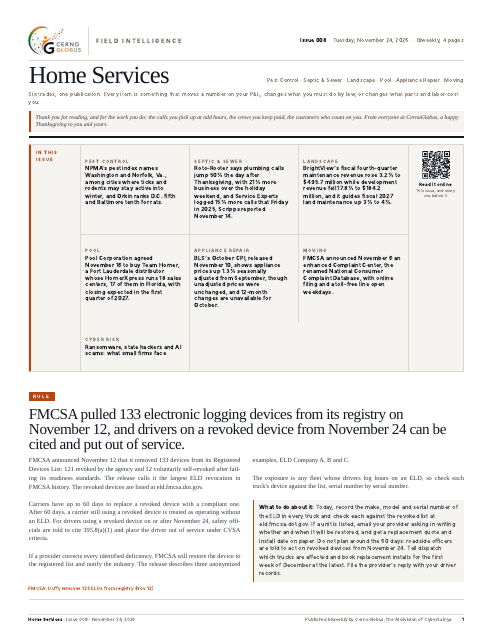 CERNO
GLOBUS
FIELD INTELLIGENCE
Issue 008 · Tuesday, November 24, 2026 · Biweekly, 4 pages
Home Services
Pest Control · Septic & Sewer · Landscape · Pool · Appliance Repair · Moving
Six trades, one publication. Every item is something that moves a number on your P&L, changes what you must do by law, or changes what parts and labor cost
you.
Thank you for reading, and for the work you do: the calls you pick up at odd hours, the crews you keep paid, the customers who count on you. From everyone at CernoGlobus, a happy
Thanksgiving to you and yours.
IN THIS
ISSUE
PEST CONTROL
NPMA's pest index names
Washington and Norfolk, Va.,
among cities where ticks and
rodents may stay active into
winter, and Orkin ranks D.C. fifth
and Baltimore tenth for rats.
SEPTIC & SEWER
Roto-Rooter says plumbing calls
jump 50% the day after
Thanksgiving, with 21% more
business over the holiday
weekend, and Service Experts
logged 15% more calls that Friday
in 2025, Scripps reported
November 14.
LANDSCAPE
BrightView's fiscal fourth-quarter
maintenance revenue rose 3.2% to
$495.7 million while development
revenue fell 17.8% to $184.2
million, and it guides fiscal 2027
land maintenance up 3% to 4%.
Read it online
This issue, and every
one before it
POOL
Pool Corporation agreed
November 16 to buy Team Horner,
a Fort Lauderdale distributor
whose HornerXpress runs 18 sales
centers, 17 of them in Florida, with
closing expected in the first
quarter of 2027.
APPLIANCE REPAIR
BLS's October CPI, released
November 10, shows appliance
prices up 1.3% seasonally
adjusted from September, though
unadjusted prices were
unchanged, and 12-month
changes are unavailable for
October.
MOVING
FMCSA announced November 6 an
enhanced Complaint Center, the
renamed National Consumer
Complaint Database, with online
filing and a toll-free line open
weekdays.
CYBER RISK
Ransomware, state hackers and AI
scams: what small firms face
RULE
FMCSA pulled 133 electronic logging devices from its registry on
November 12, and drivers on a revoked device from November 24 can be
cited and put out of service.
FMCSA announced November 12 that it removed 133 devices from its Registered
Devices List: 121 revoked by the agency and 12 voluntarily self-revoked after fail-
ing its readiness standards. The release calls it the largest ELD revocation in
FMCSA history. The revoked devices are listed at eld.fmcsa.dot.gov.
Carriers have up to 60 days to replace a revoked device with a compliant one.
After 60 days, a carrier still using a revoked device is treated as operating without
an ELD. For drivers using a revoked device on or after November 24, safety offi-
cials are told to cite 395.8(a)(1) and place the driver out of service under CVSA
criteria.
If a provider corrects every identified deficiency, FMCSA will restore the device to
the registered list and notify the industry. The release describes three anonymized
examples, ELD Company A, B and C.
The exposure is any fleet whose drivers log hours on an ELD, so check each
truck's device against the list, serial number by serial number.
What to do about it: Today, record the make, model and serial number of
the ELD in every truck and check each against the revoked list at
eld.fmcsa.dot.gov. If a unit is listed, email your provider asking in writing
whether and when it will be restored, and get a replacement quote and
install date on paper. Do not plan around the 60 days: roadside officers
are told to act on revoked devices from November 24. Tell dispatch
which trucks are affected and book replacement installs for the first
week of December at the latest. File the provider's reply with your driver
records.
FMCSA: Duffy removes 133 ELDs from registry (Nov 12)
Home Services · Issue 008 · November 24, 2026
Published biweekly by CernoGlobus, the AI division of Cyberkunja 1